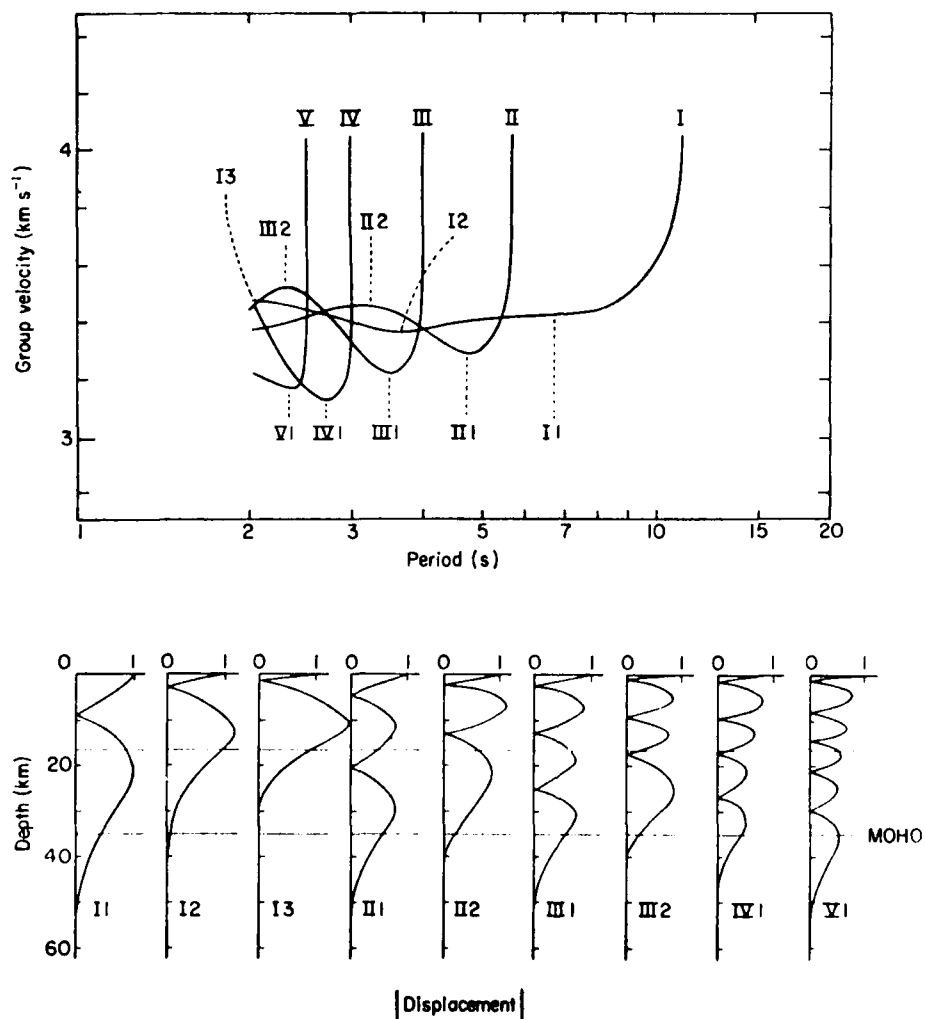 4
3
Group velocity (km s⁻¹)
V IV III II I
I3
III2 II2 I2
V1 IV1 III1 II1 I1
1 2 3 5 7 10 15 20
Period (s)
0 1 0 1 0 1 0 1 0 1 0 1 0 1 0 1 0 1
20
40
60
Depth (km)
MOHO
I1 I2 I3 II1 II2 III1 III2 IV1 V1
|Displacement|